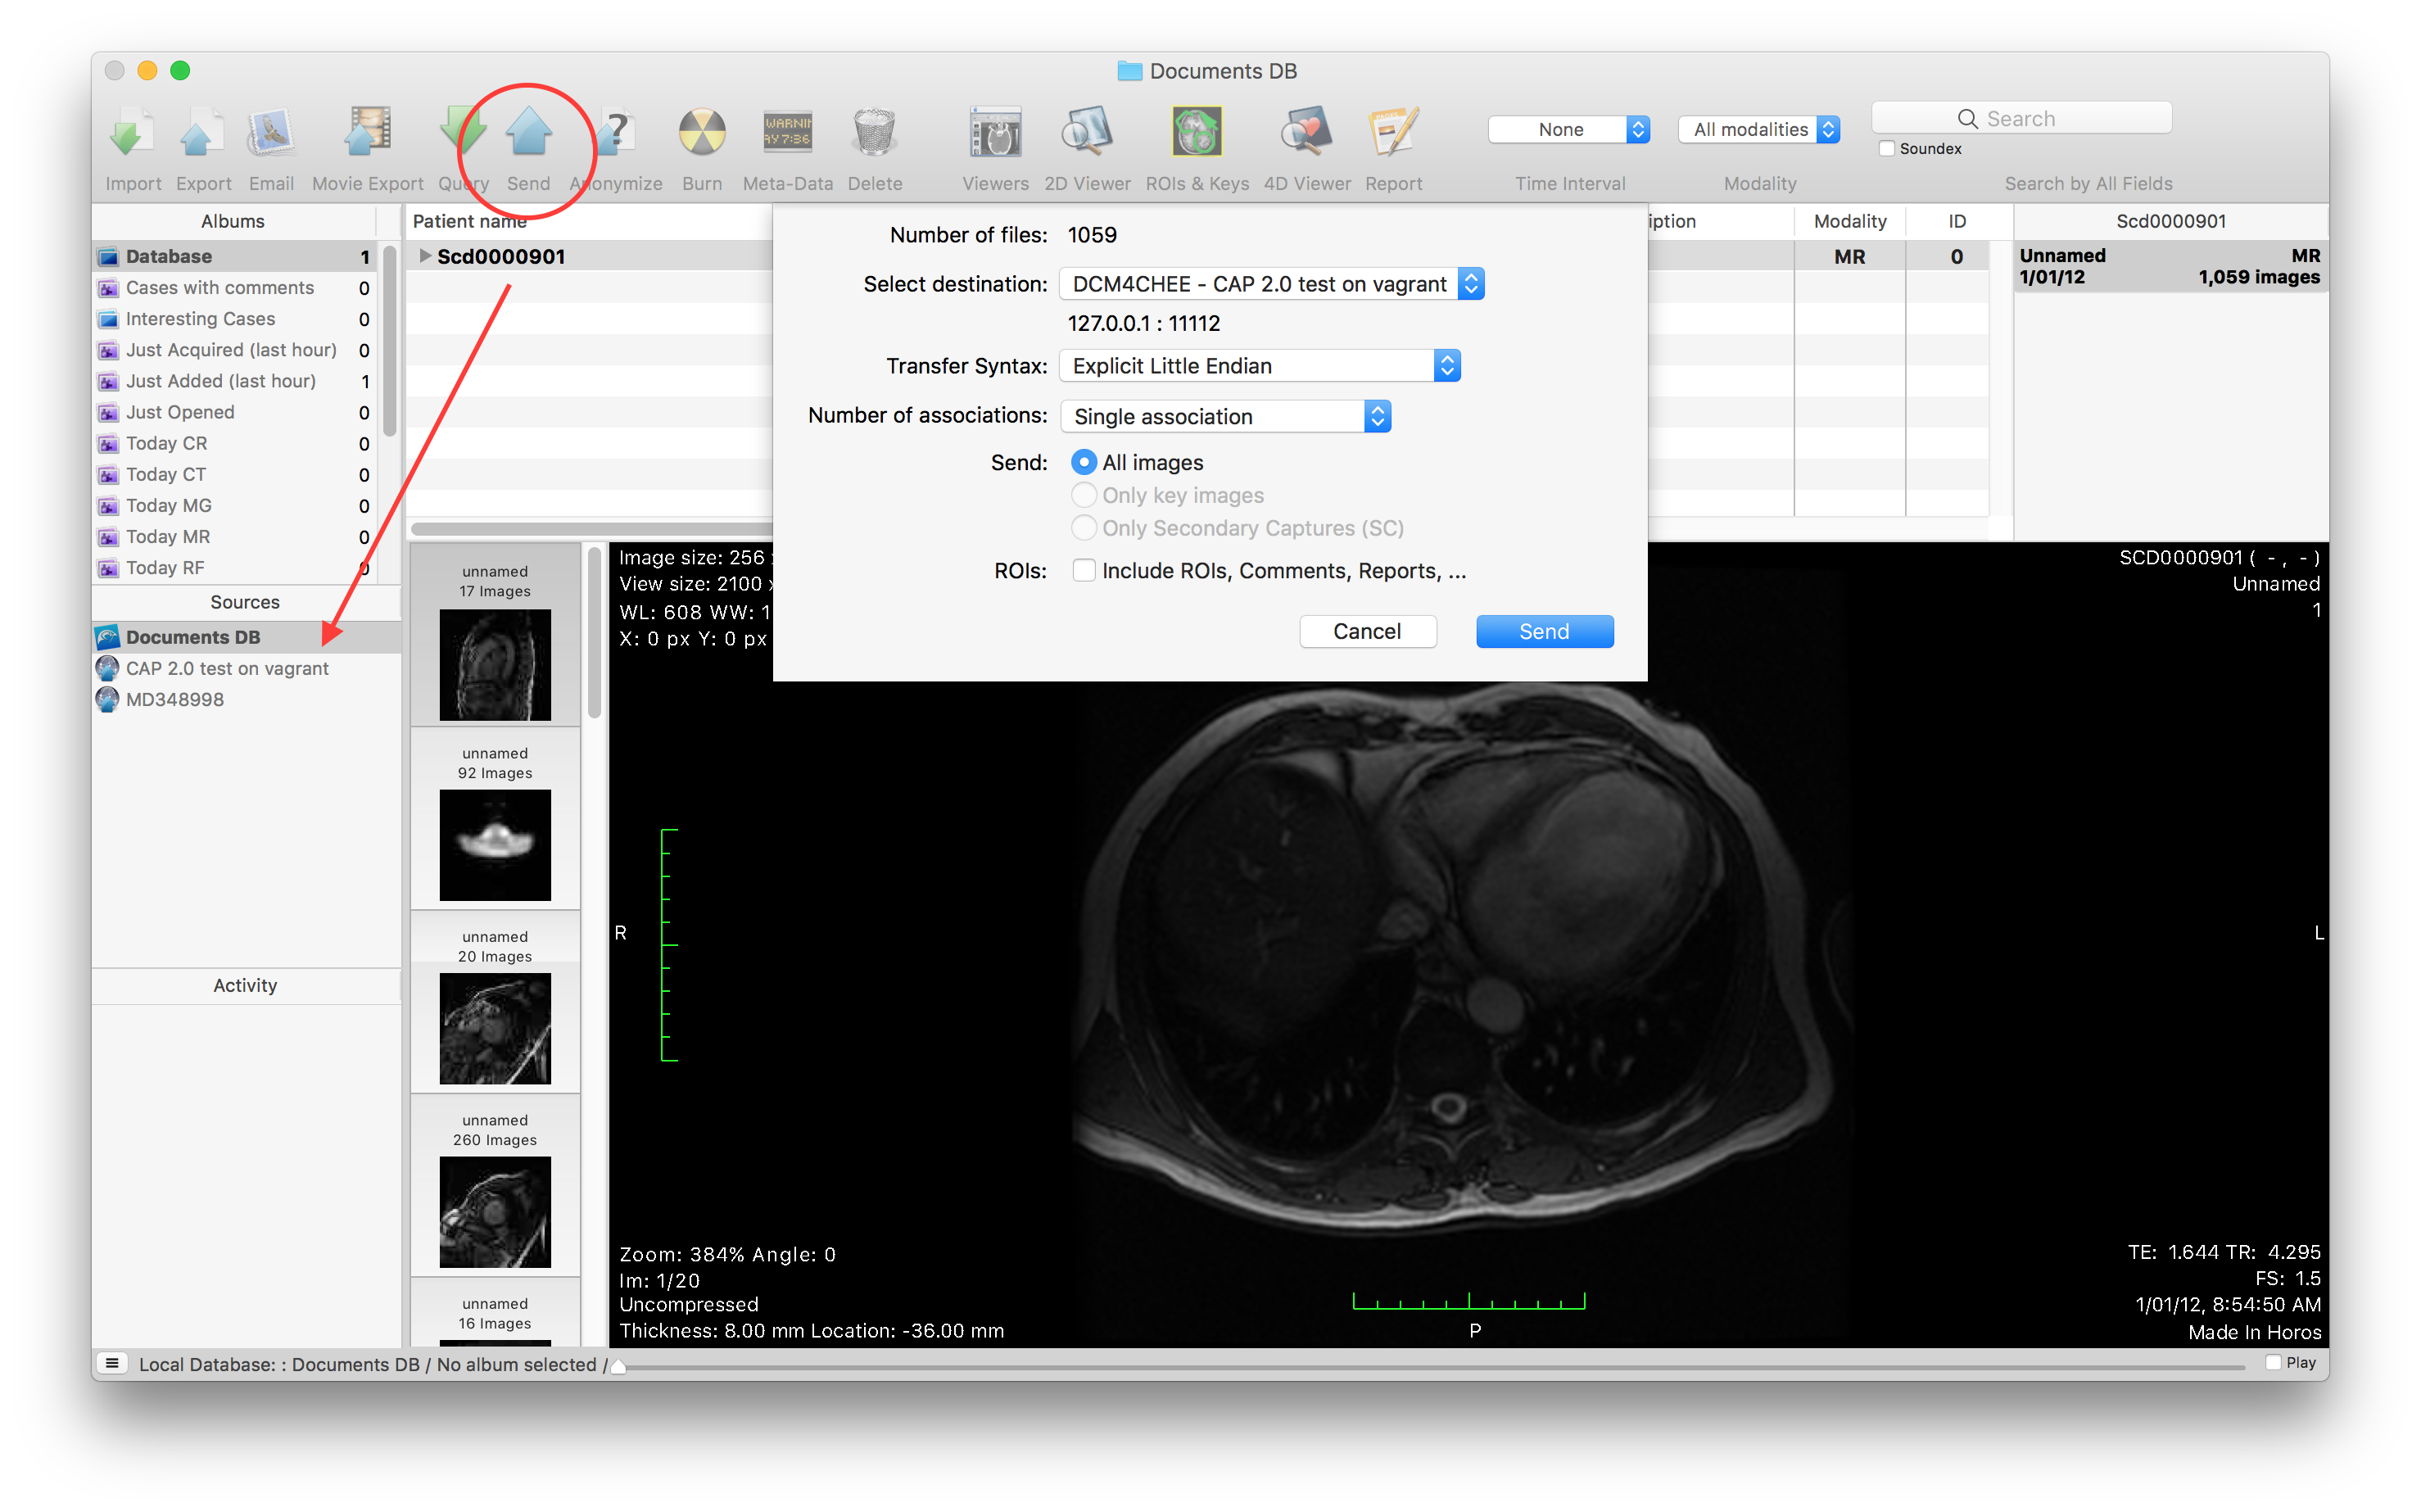 Documents DB
Import
Export
Email
Movie Export
Query
Send
Anonymize
Burn
WARNIN
AY 7:36
Meta-Data
Delete
Viewers
2D Viewer
ROIs & Keys
4D Viewer
Report
None
Time Interval
All modalities
Modality
Search
Soundex
Search by All Fields
Albums
Database 1
Cases with comments 0
Interesting Cases 0
Just Acquired (last hour) 0
Just Added (last hour) 1
Just Opened 0
Today CR 0
Today CT 0
Today MG 0
Today MR 0
Today RF 0
Sources
Documents DB
CAP 2.0 test on vagrant
MD348998
Activity
Patient name
Scd0000901
iption
Modality
ID
MR
0
Scd0000901
Unnamed MR
1/01/12 1,059 images
Number of files: 1059
Select destination: DCM4CHEE - CAP 2.0 test on vagrant
127.0.0.1 : 11112
Transfer Syntax: Explicit Little Endian
Number of associations: Single association
Send: All images
Only key images
Only Secondary Captures (SC)
ROIs: Include ROIs, Comments, Reports, ...
Cancel
Send
unnamed
17 Images
unnamed
92 Images
unnamed
20 Images
unnamed
260 Images
unnamed
16 Images
Image size: 256
View size: 2100
WL: 608 WW: 1
X: 0 px Y: 0 px
SCD0000901 ( - , - )
Unnamed
1
R
L
Zoom: 384% Angle: 0
Im: 1/20
Uncompressed
Thickness: 8.00 mm Location: -36.00 mm
P
TE: 1.644 TR: 4.295
FS: 1.5
1/01/12, 8:54:50 AM
Made In Horos
Local Database: : Documents DB / No album selected /
Play